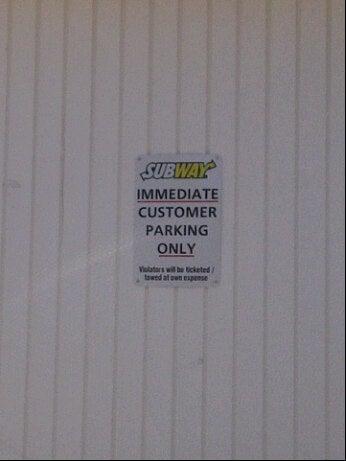 SUBWAY
IMMEDIATE
CUSTOMER
PARKING
ONLY
Violators will be ticketed /
towed at own expense